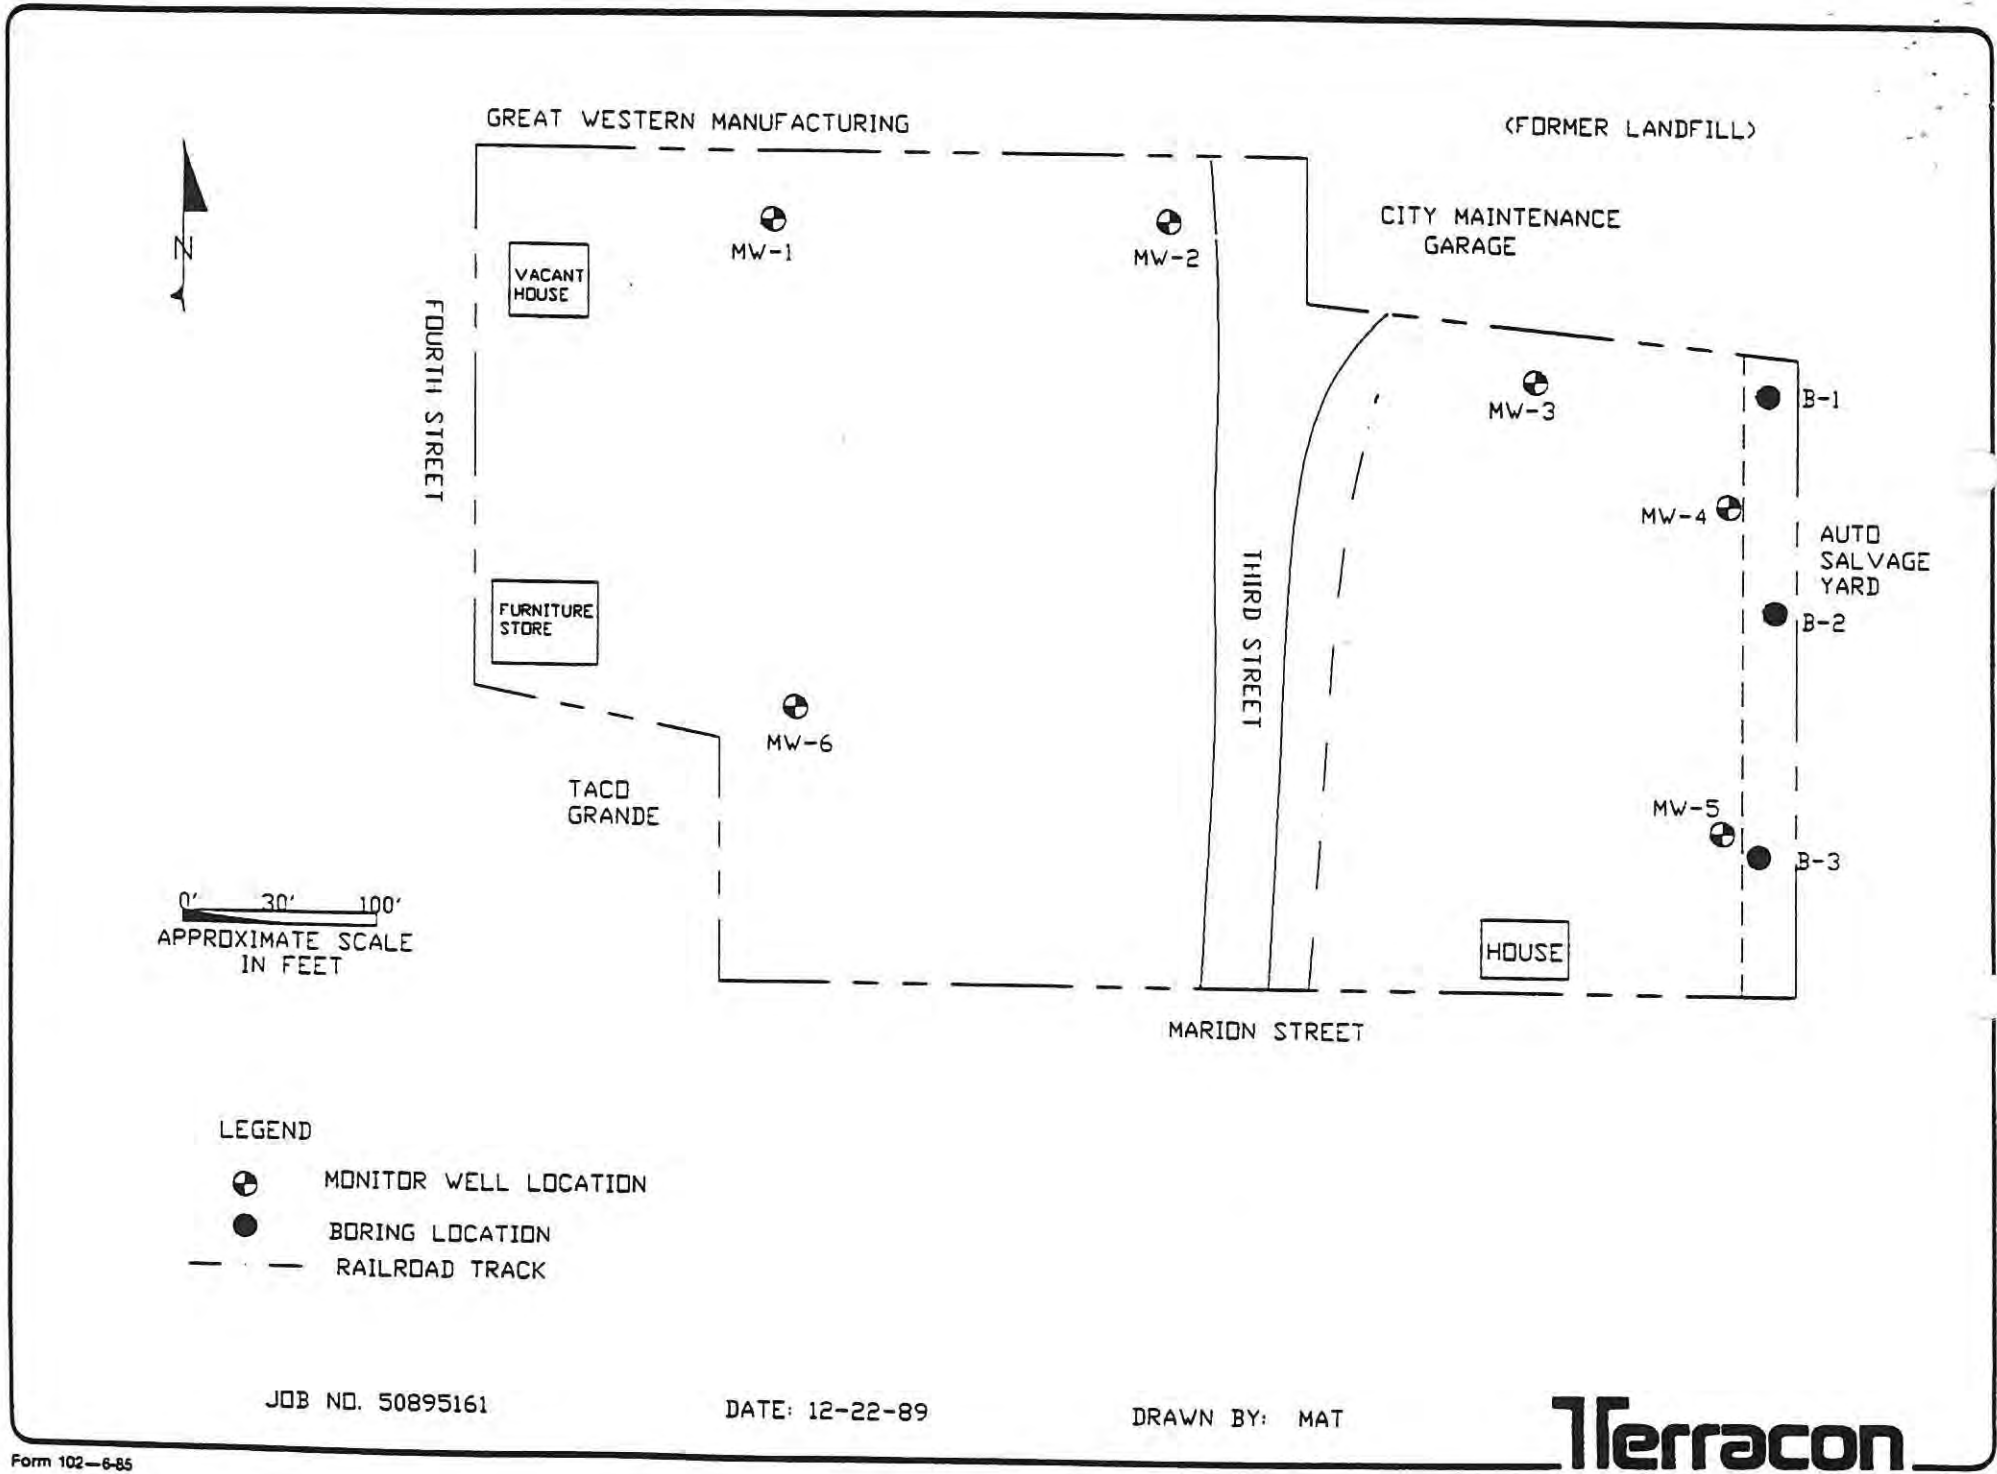 GREAT WESTERN MANUFACTURING
(FORMER LANDFILL)
CITY MAINTENANCE
GARAGE
N
MW-1
MW-2
VACANT
HOUSE
FOURTH STREET
MW-3
B-1
MW-4
AUTO
SALVAGE
YARD
B-2
THIRD STREET
FURNITURE
STORE
MW-6
TACO
GRANDE
MW-5
B-3
0' 30' 100'
APPROXIMATE SCALE
IN FEET
HOUSE
MARION STREET
LEGEND
MONITOR WELL LOCATION
BORING LOCATION
RAILROAD TRACK
JOB NO. 50895161
DATE: 12-22-89
DRAWN BY: MAT
Terracon
Form 102-6-85